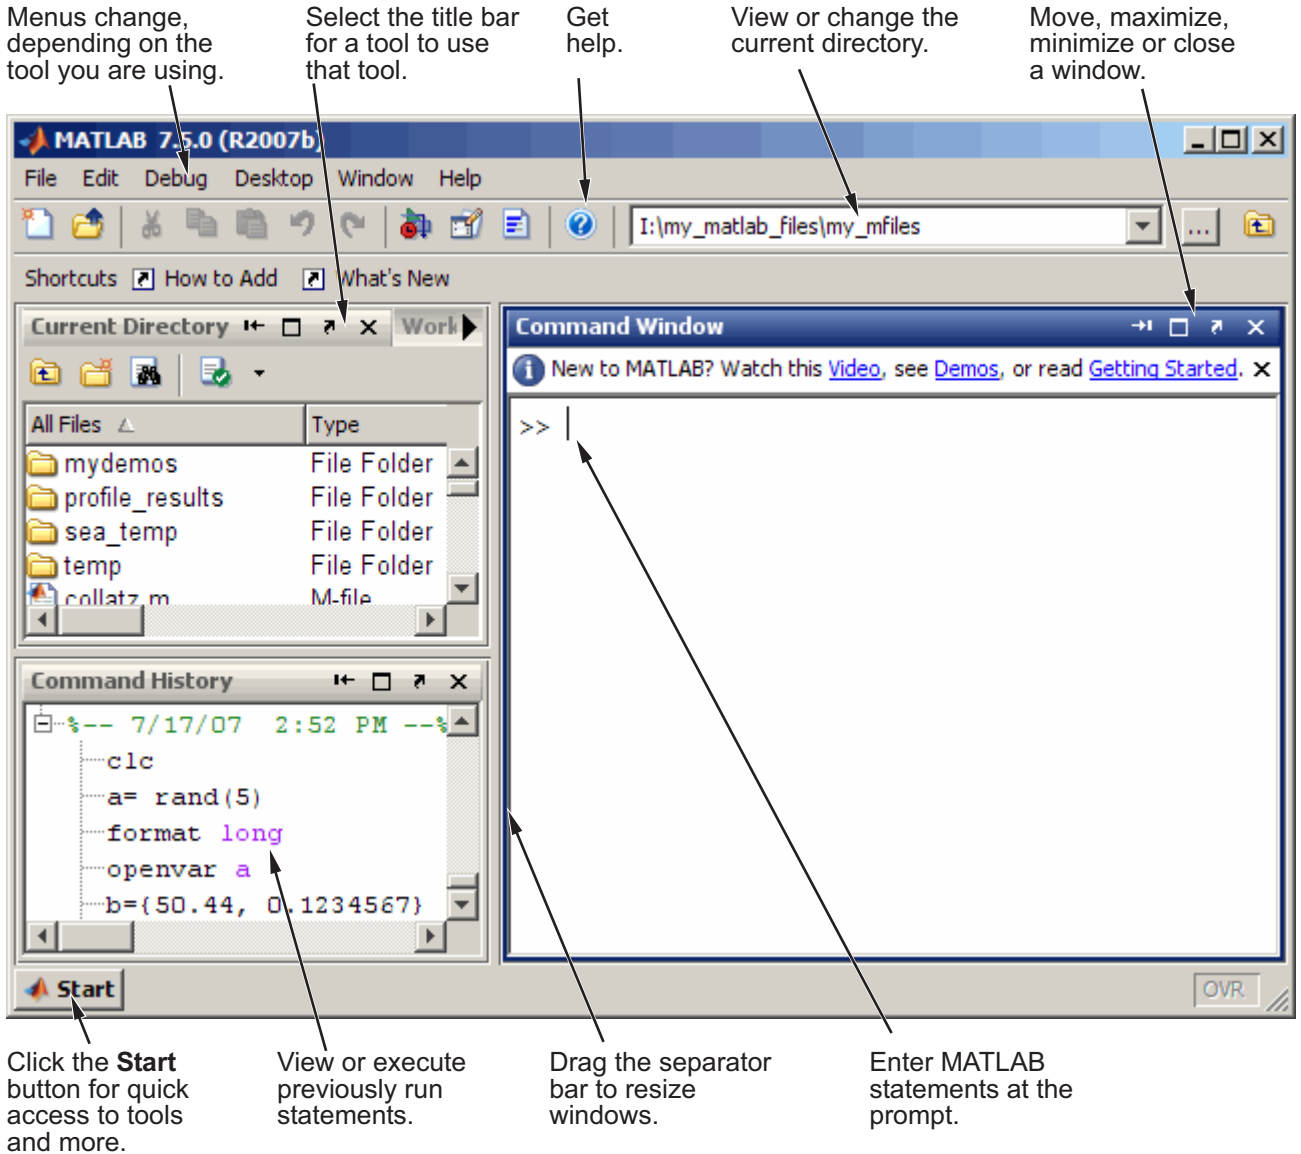 Menus change,
depending on the
tool you are using.
Select the title bar
for a tool to use
that tool.
Get
help.
View or change the
current directory.
Move, maximize,
minimize or close
a window.
MATLAB 7.5.0 (R2007b)
File Edit Debug Desktop Window Help
I:\my_matlab_files\my_mfiles
...
Shortcuts How to Add What's New
Current Directory Work
All Files Type
mydemos File Folder
profile_results File Folder
sea_temp File Folder
temp File Folder
collatz.m M-file
Command History
%-- 7/17/07 2:52 PM --%
clc
a= rand(5)
format long
openvar a
b={50.44, 0.1234567}
Command Window
New to MATLAB? Watch this Video, see Demos, or read Getting Started.
>>
Start
OVR
Click the Start
button for quick
access to tools
and more.
View or execute
previously run
statements.
Drag the separator
bar to resize
windows.
Enter MATLAB
statements at the
prompt.